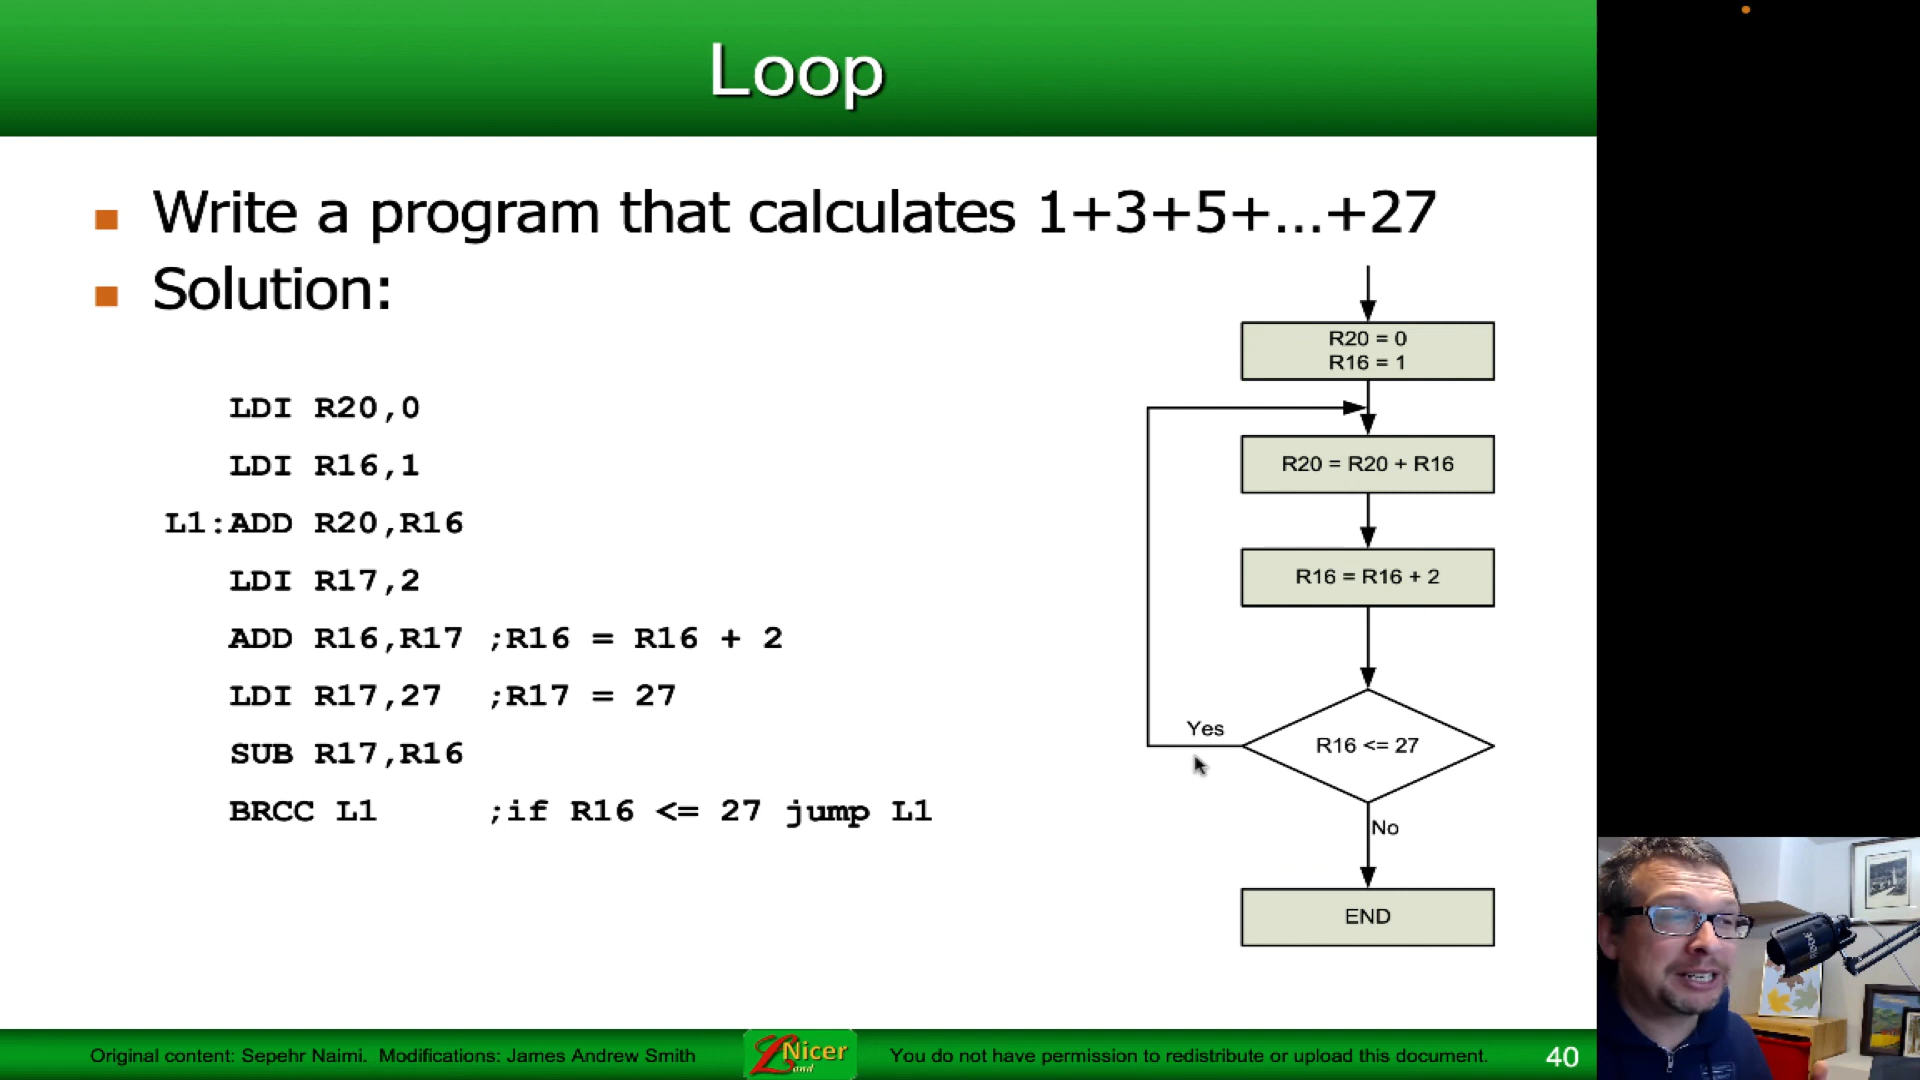 Loop
Write a program that calculates 1+3+5+...+27
Solution:
LDI R20,0
LDI R16,1
L1:ADD R20,R16
LDI R17,2
ADD R16,R17 ;R16 = R16 + 2
LDI R17,27 ;R17 = 27
SUB R17,R16
BRCC L1 ;if R16 <= 27 jump L1
R20 = 0
R16 = 1
R20 = R20 + R16
R16 = R16 + 2
Yes
R16 <= 27
No
END
Original content: Sepehr Naimi. Modifications: James Andrew Smith
Nicer
Land
You do not have permission to redistribute or upload this document.
40
RØDE